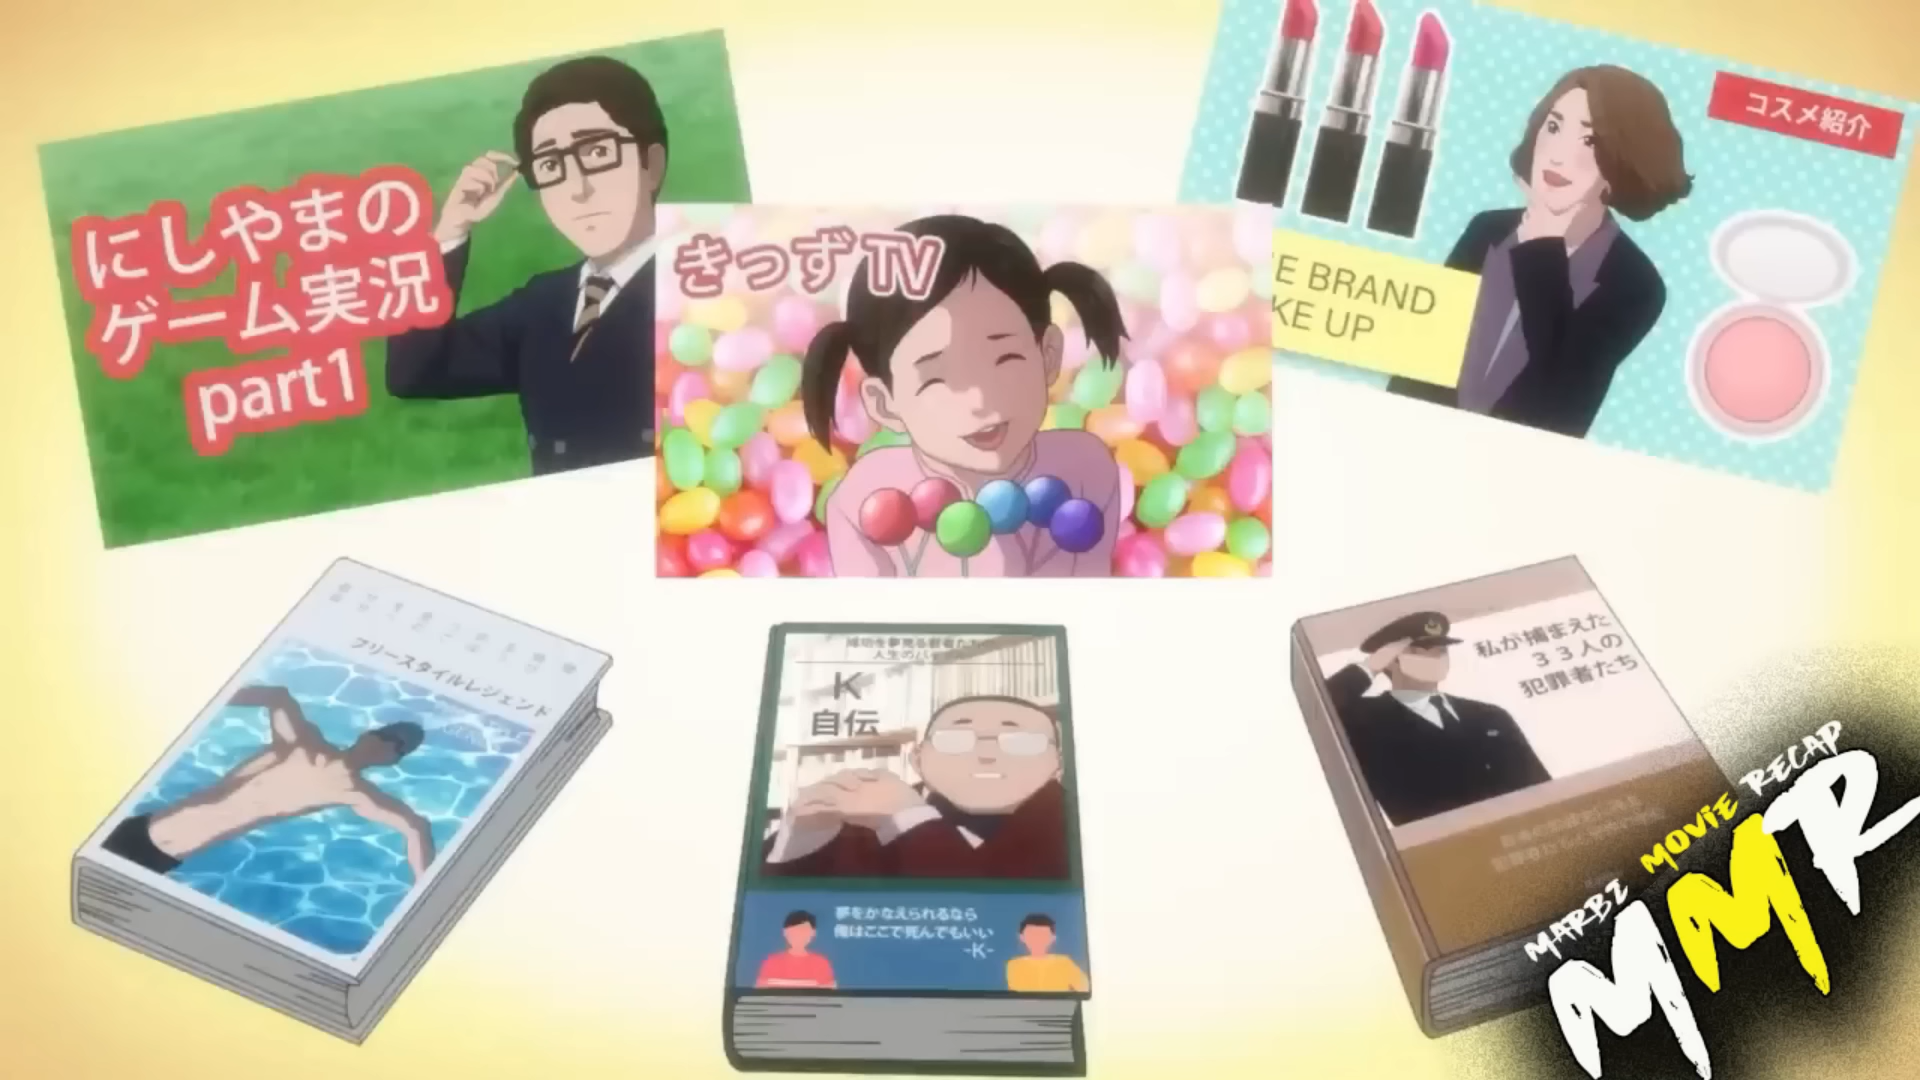 にしやまの
ゲーム実況
part1
きっずTV
コスメ紹介
E BRAND
KE UP
フリースタイルレジェンド
K
自伝
夢をかなえられるなら
俺はここで死んでもいい
-K-
私が捕まえた
33人の
犯罪者たち
MARBI MOVIE RECAP
MMR